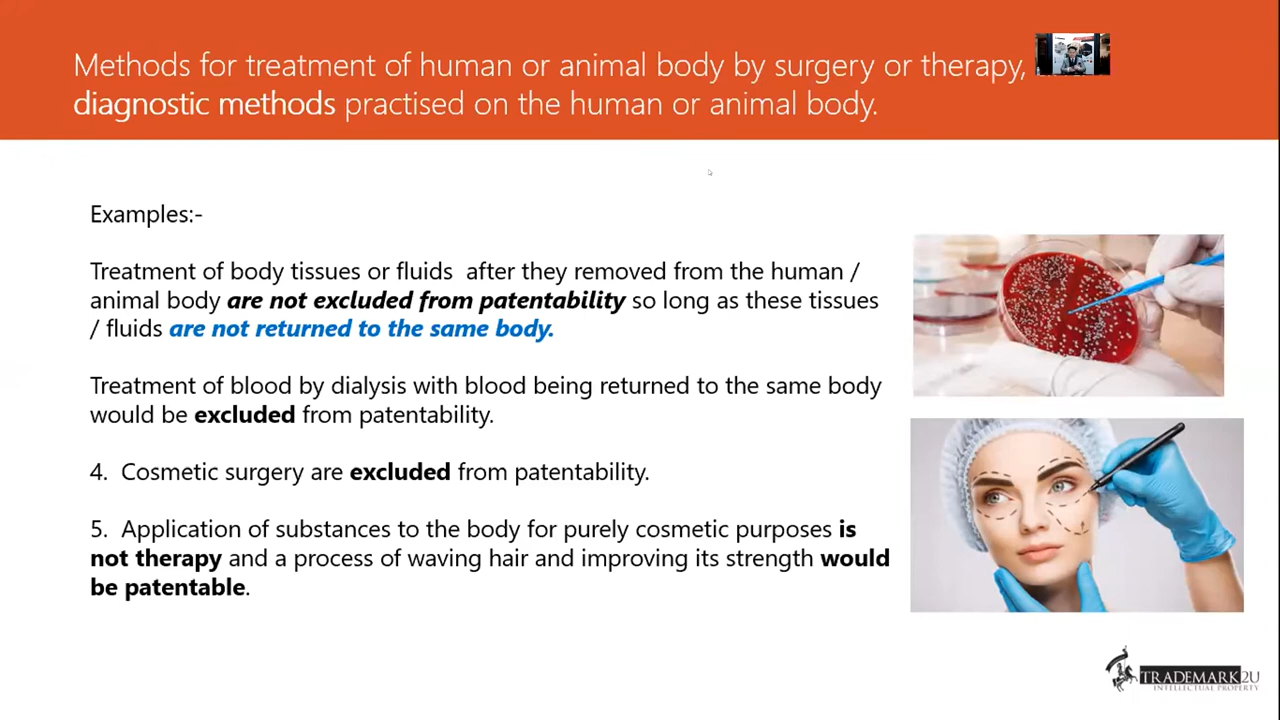 Methods for treatment of human or animal body by surgery or therapy,
diagnostic methods practised on the human or animal body.
Examples:-
Treatment of body tissues or fluids  after they removed from the human /
animal body are not excluded from patentability so long as these tissues
/ fluids are not returned to the same body.
Treatment of blood by dialysis with blood being returned to the same body
would be excluded from patentability.
4.  Cosmetic surgery are excluded from patentability.
5.  Application of substances to the body for purely cosmetic purposes is
not therapy and a process of waving hair and improving its strength would
be patentable.
TRADEMARK2U
INTELLECTUAL PROPERTY